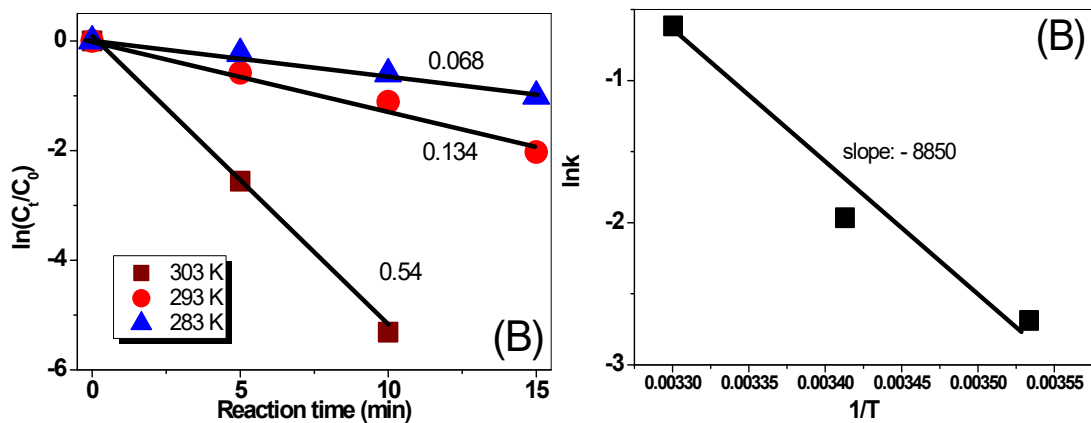 0
-2
-4
-6
ln(Cₜ/C₀)
0.068
0.134
0.54
303 K
293 K
283 K
(B)
0
5
10
15
Reaction time (min)
-1
-2
-3
lnk
(B)
slope: - 8850
0.00330
0.00335
0.00340
0.00345
0.00350
0.00355
1/T